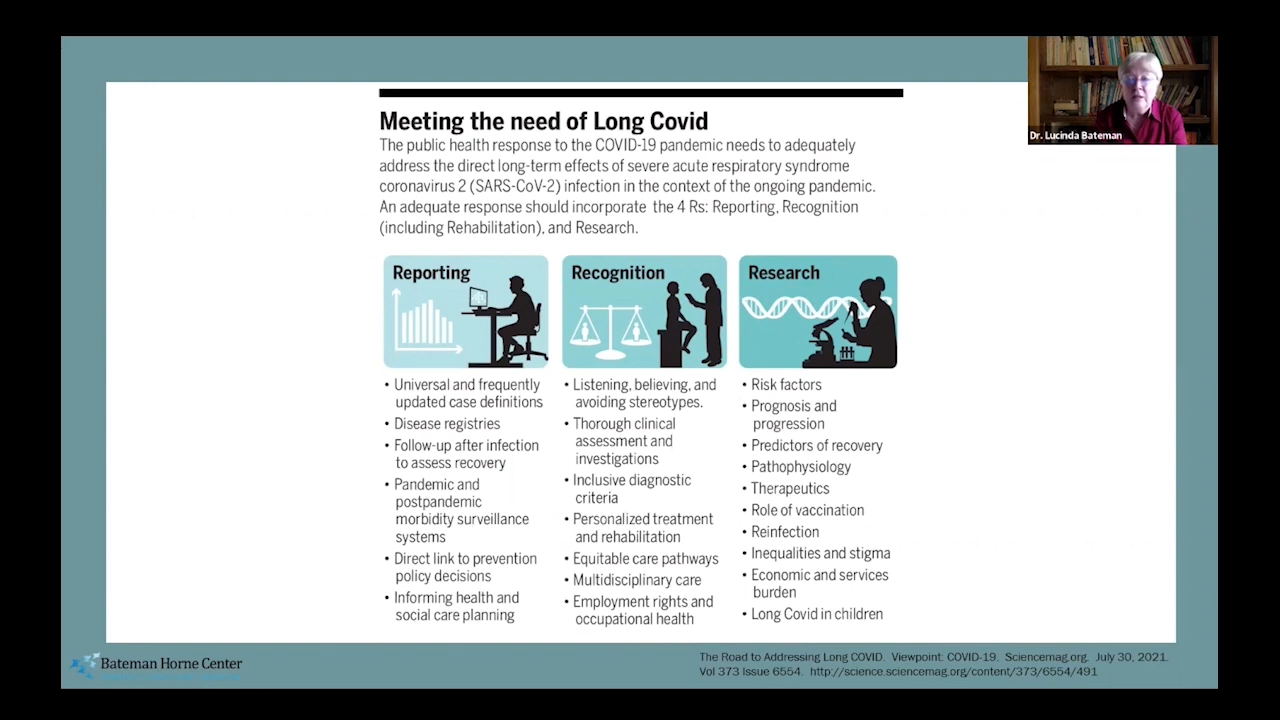 Meeting the need of Long Covid
The public health response to the COVID-19 pandemic needs to adequately
address the direct long-term effects of severe acute respiratory syndrome
coronavirus 2 (SARS-CoV-2) infection in the context of the ongoing pandemic.
An adequate response should incorporate the 4 Rs: Reporting, Recognition
(including Rehabilitation), and Research.
Reporting
• Universal and frequently
updated case definitions
• Disease registries
• Follow-up after infection
to assess recovery
• Pandemic and
postpandemic
morbidity surveillance
systems
• Direct link to prevention
policy decisions
• Informing health and
social care planning
Recognition
• Listening, believing, and
avoiding stereotypes.
• Thorough clinical
assessment and
investigations
• Inclusive diagnostic
criteria
• Personalized treatment
and rehabilitation
• Equitable care pathways
• Multidisciplinary care
• Employment rights and
occupational health
Research
• Risk factors
• Prognosis and
progression
• Predictors of recovery
• Pathophysiology
• Therapeutics
• Role of vaccination
• Reinfection
• Inequalities and stigma
• Economic and services
burden
• Long Covid in children
Dr. Lucinda Bateman
Bateman Horne Center
The Road to Addressing Long COVID. Viewpoint: COVID-19. Sciencemag.org. July 30, 2021.
Vol 373 Issue 6554. http://science.sciencemag.org/content/373/6554/491